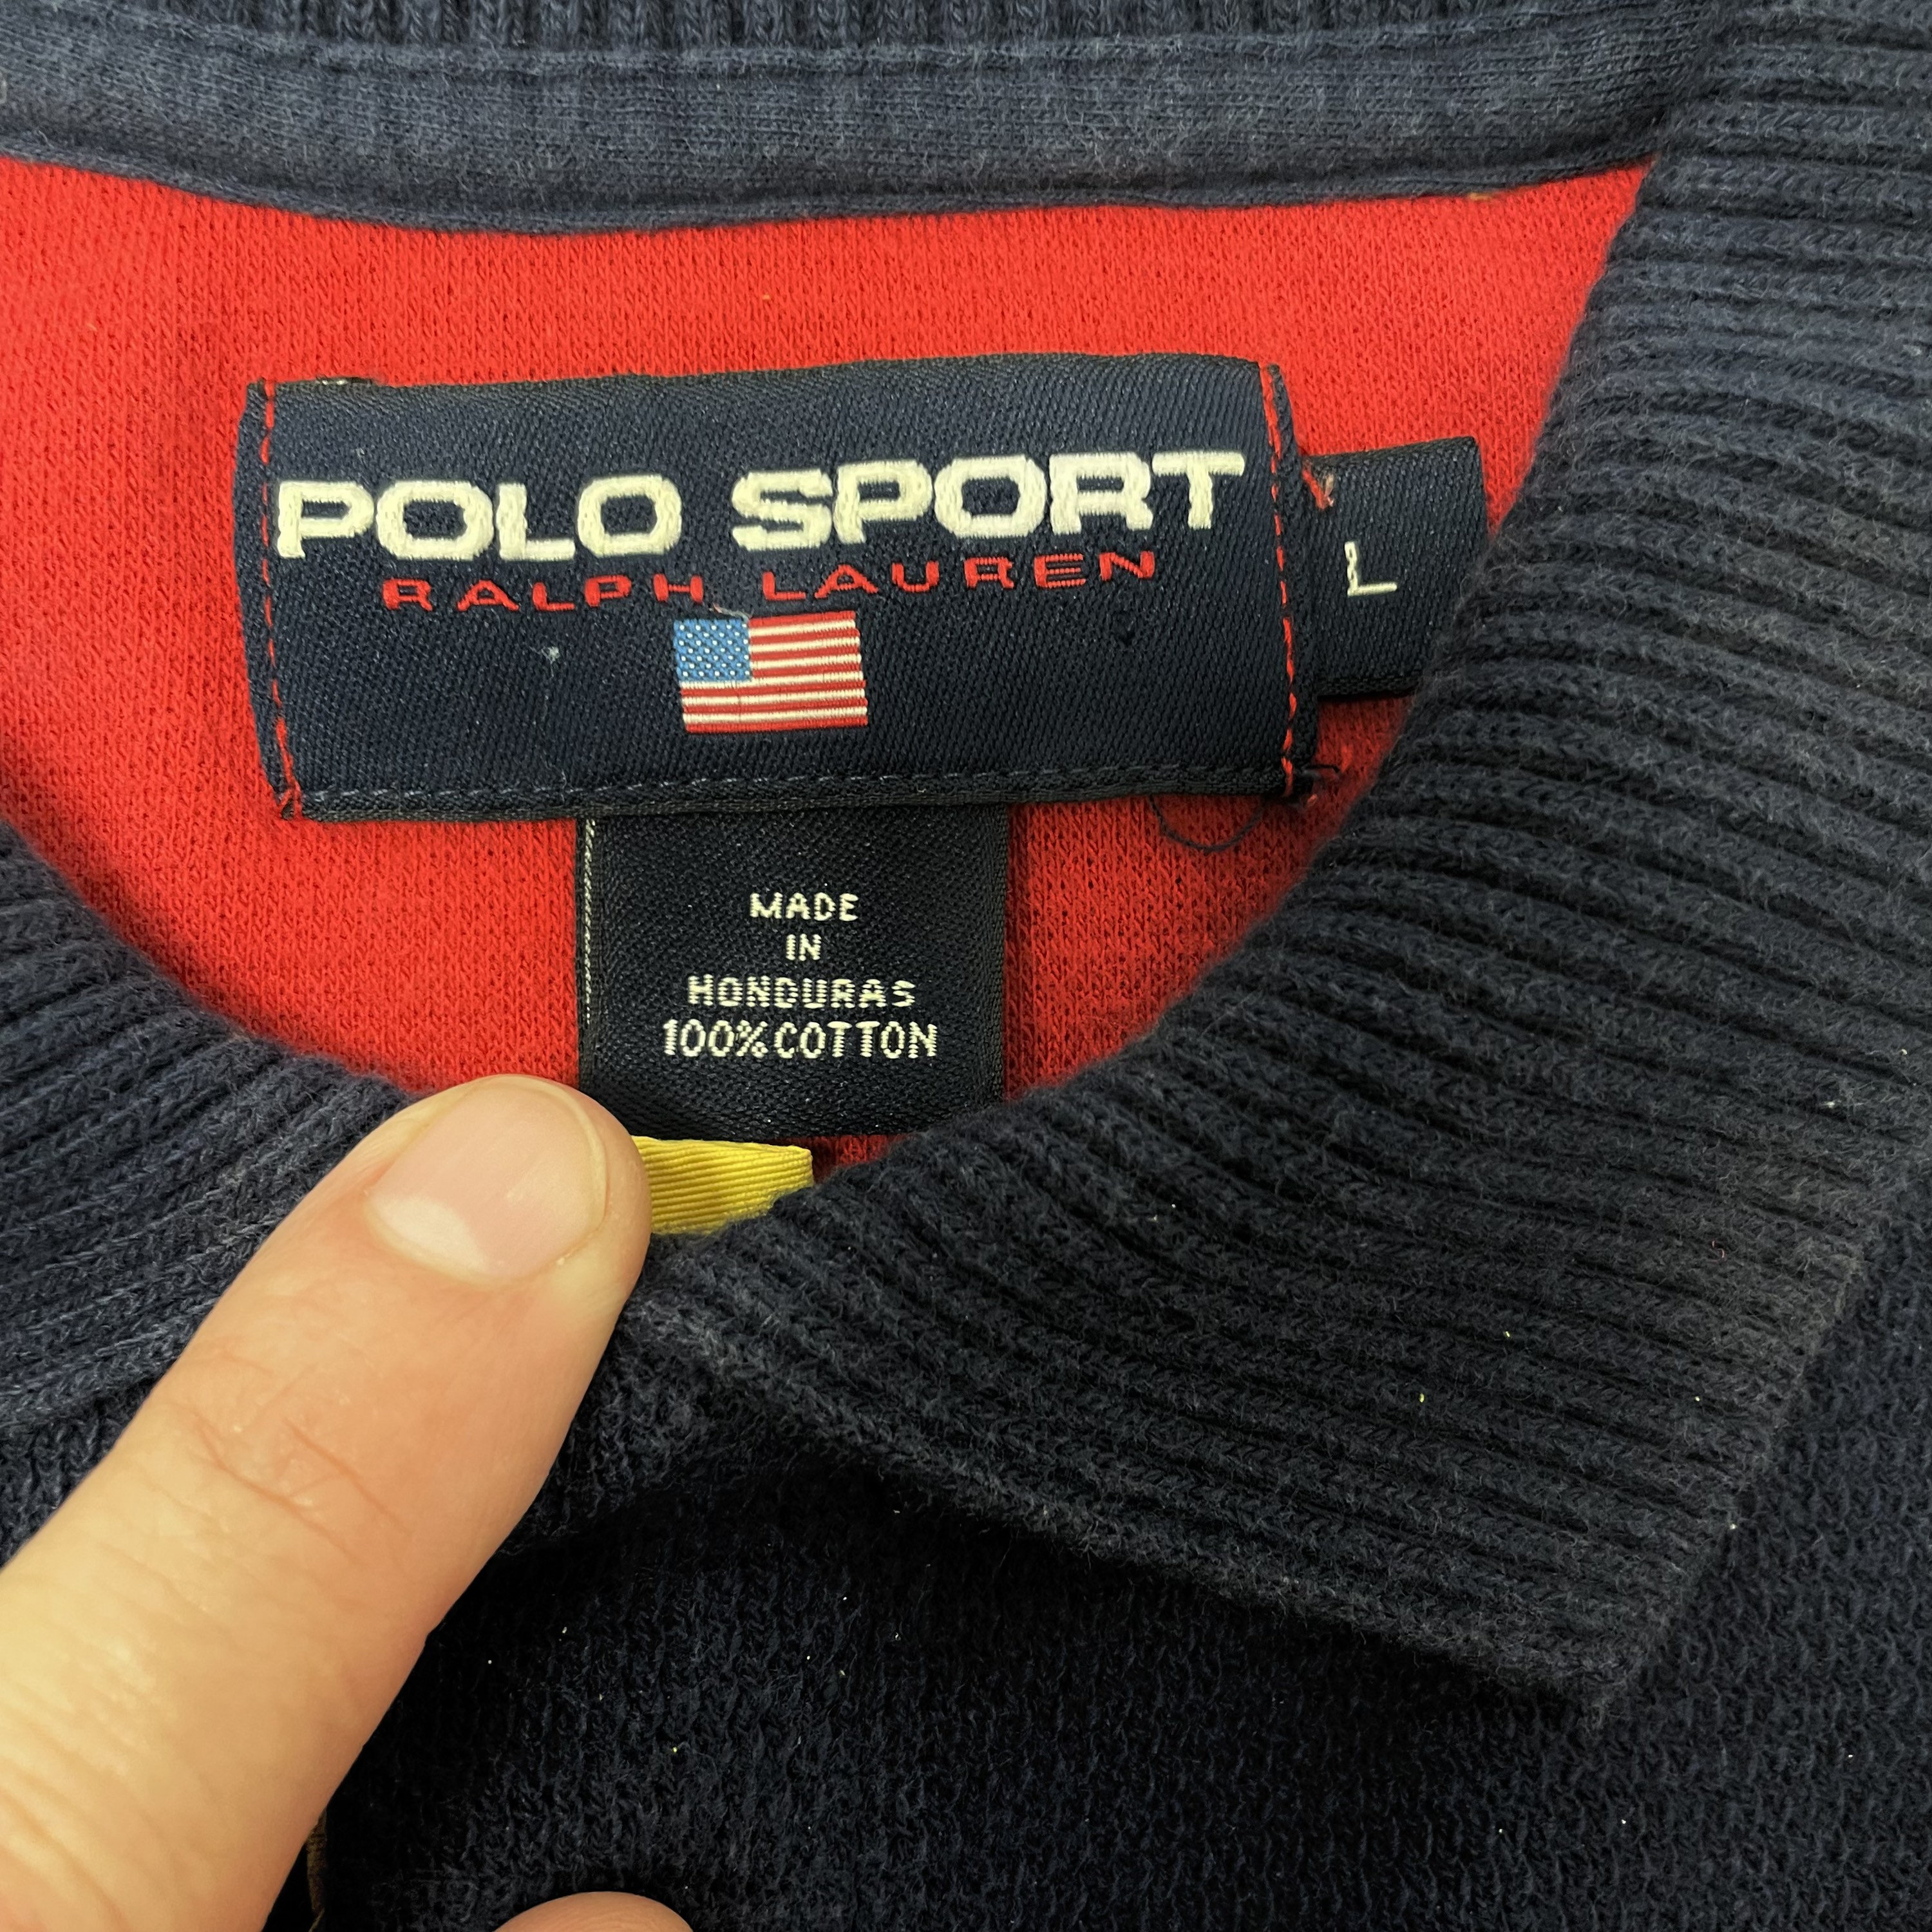 POLO SPORT
RALPH LAUREN
L
MADE
IN
HONDURAS
100% COTTON